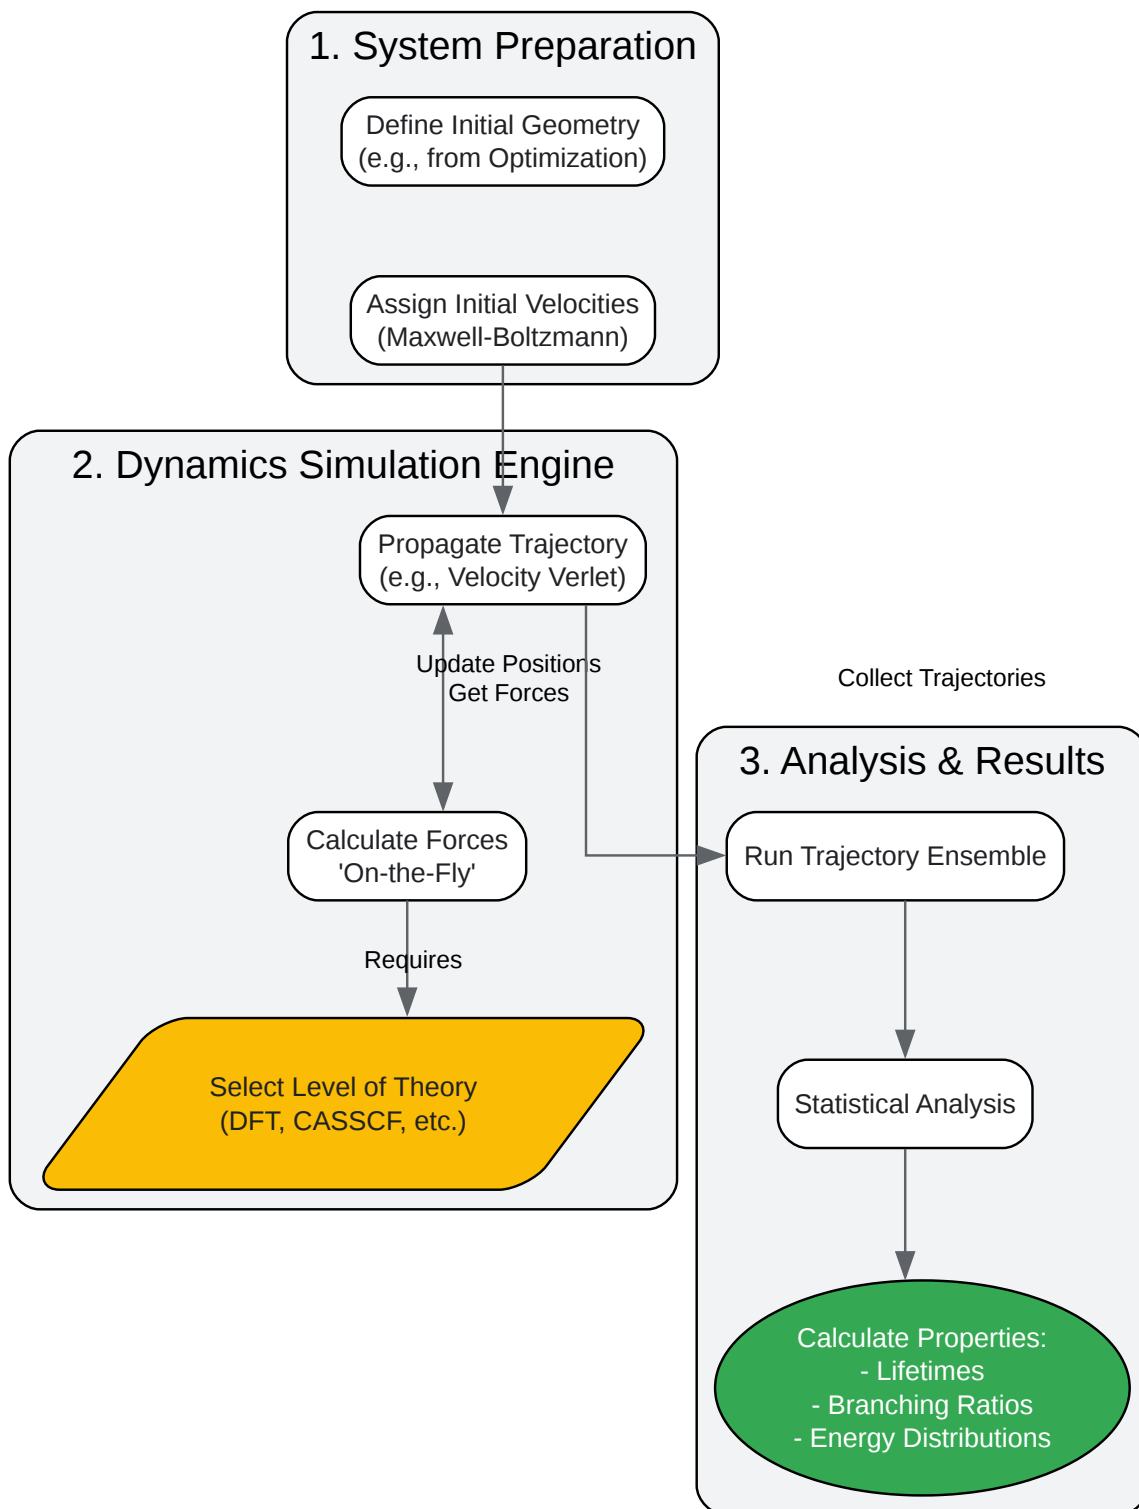 1. System Preparation
Define Initial Geometry
(e.g., from Optimization)
Assign Initial Velocities
(Maxwell-Boltzmann)
2. Dynamics Simulation Engine
Propagate Trajectory
(e.g., Velocity Verlet)
Update Positions
Get Forces
Calculate Forces
'On-the-Fly'
Requires
Select Level of Theory
(DFT, CASSCF, etc.)
Collect Trajectories
3. Analysis & Results
Run Trajectory Ensemble
Statistical Analysis
Calculate Properties:
- Lifetimes
- Branching Ratios
- Energy Distributions